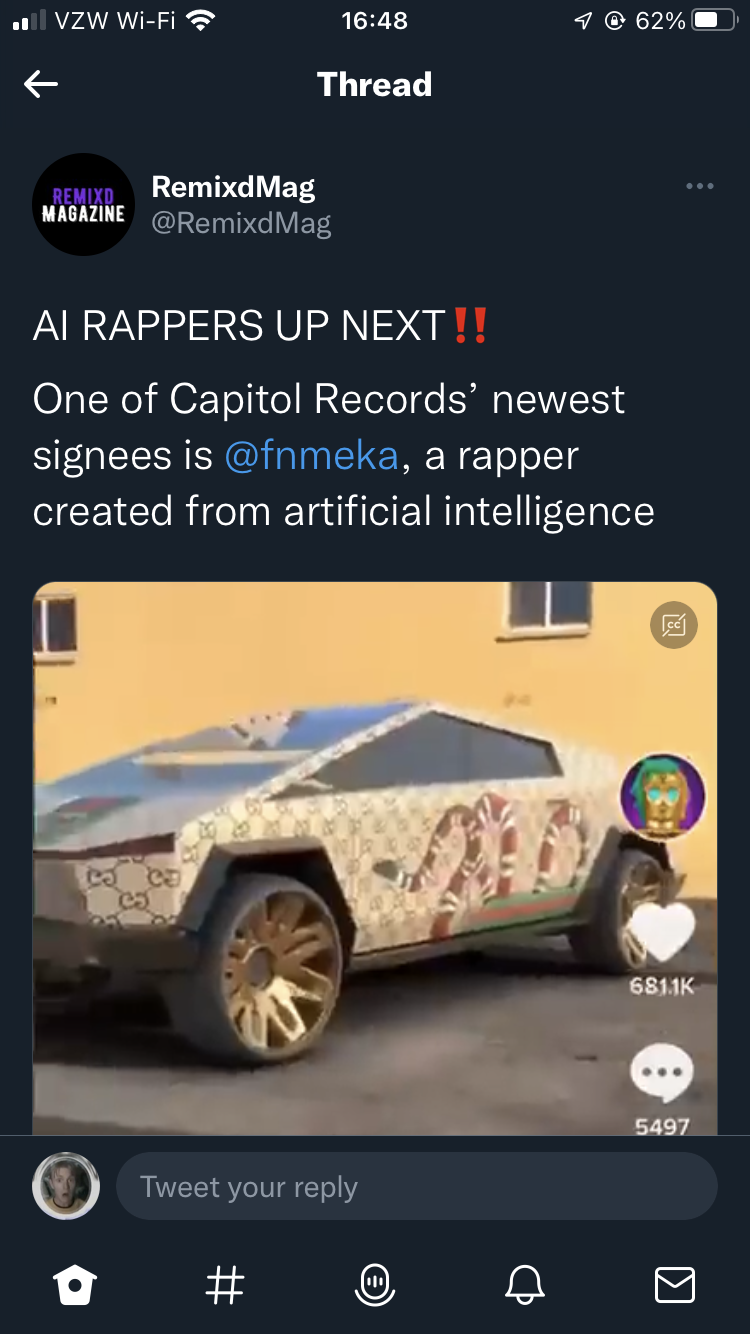 VZW Wi-Fi 16:48 62%
Thread
REMIXD
MAGAZINE
RemixdMag
@RemixdMag
AI RAPPERS UP NEXT‼️
One of Capitol Records’ newest
signees is @fnmeka, a rapper
created from artificial intelligence
CC
681.1K
5497
Tweet your reply